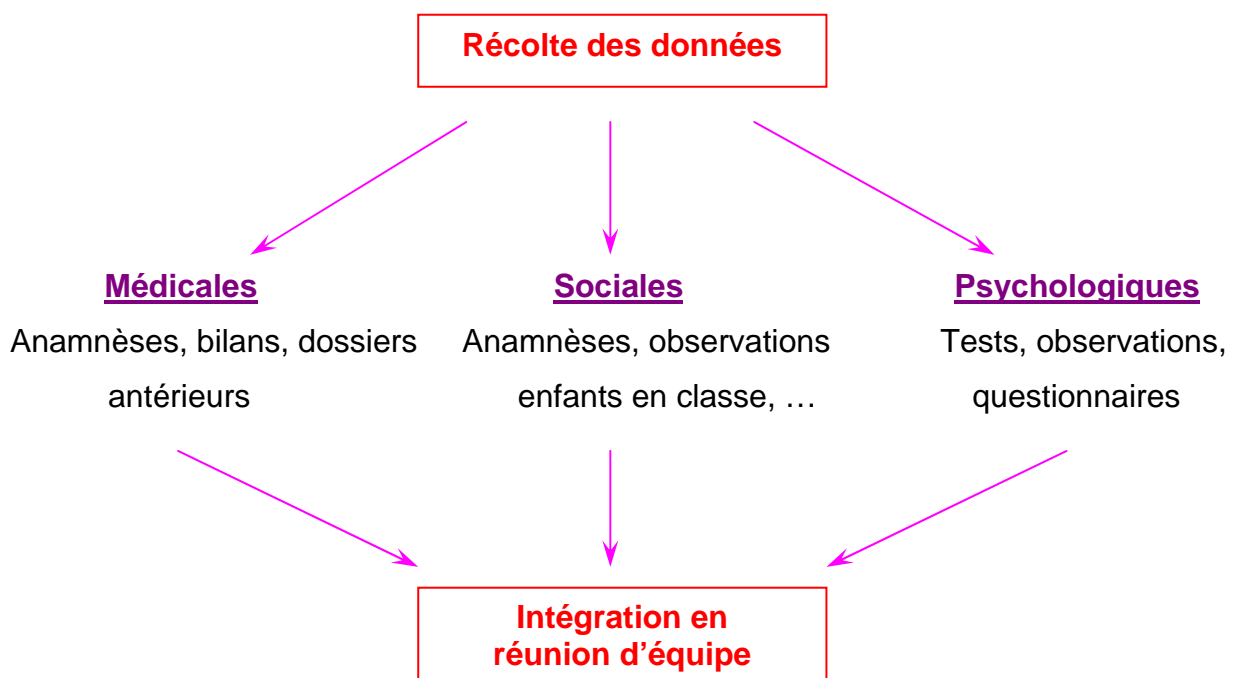 Récolte des données
Médicales
Anamnèses, bilans, dossiers
antérieurs
Sociales
Anamnèses, observations
enfants en classe, …
Psychologiques
Tests, observations,
questionnaires
Intégration en
réunion d’équipe